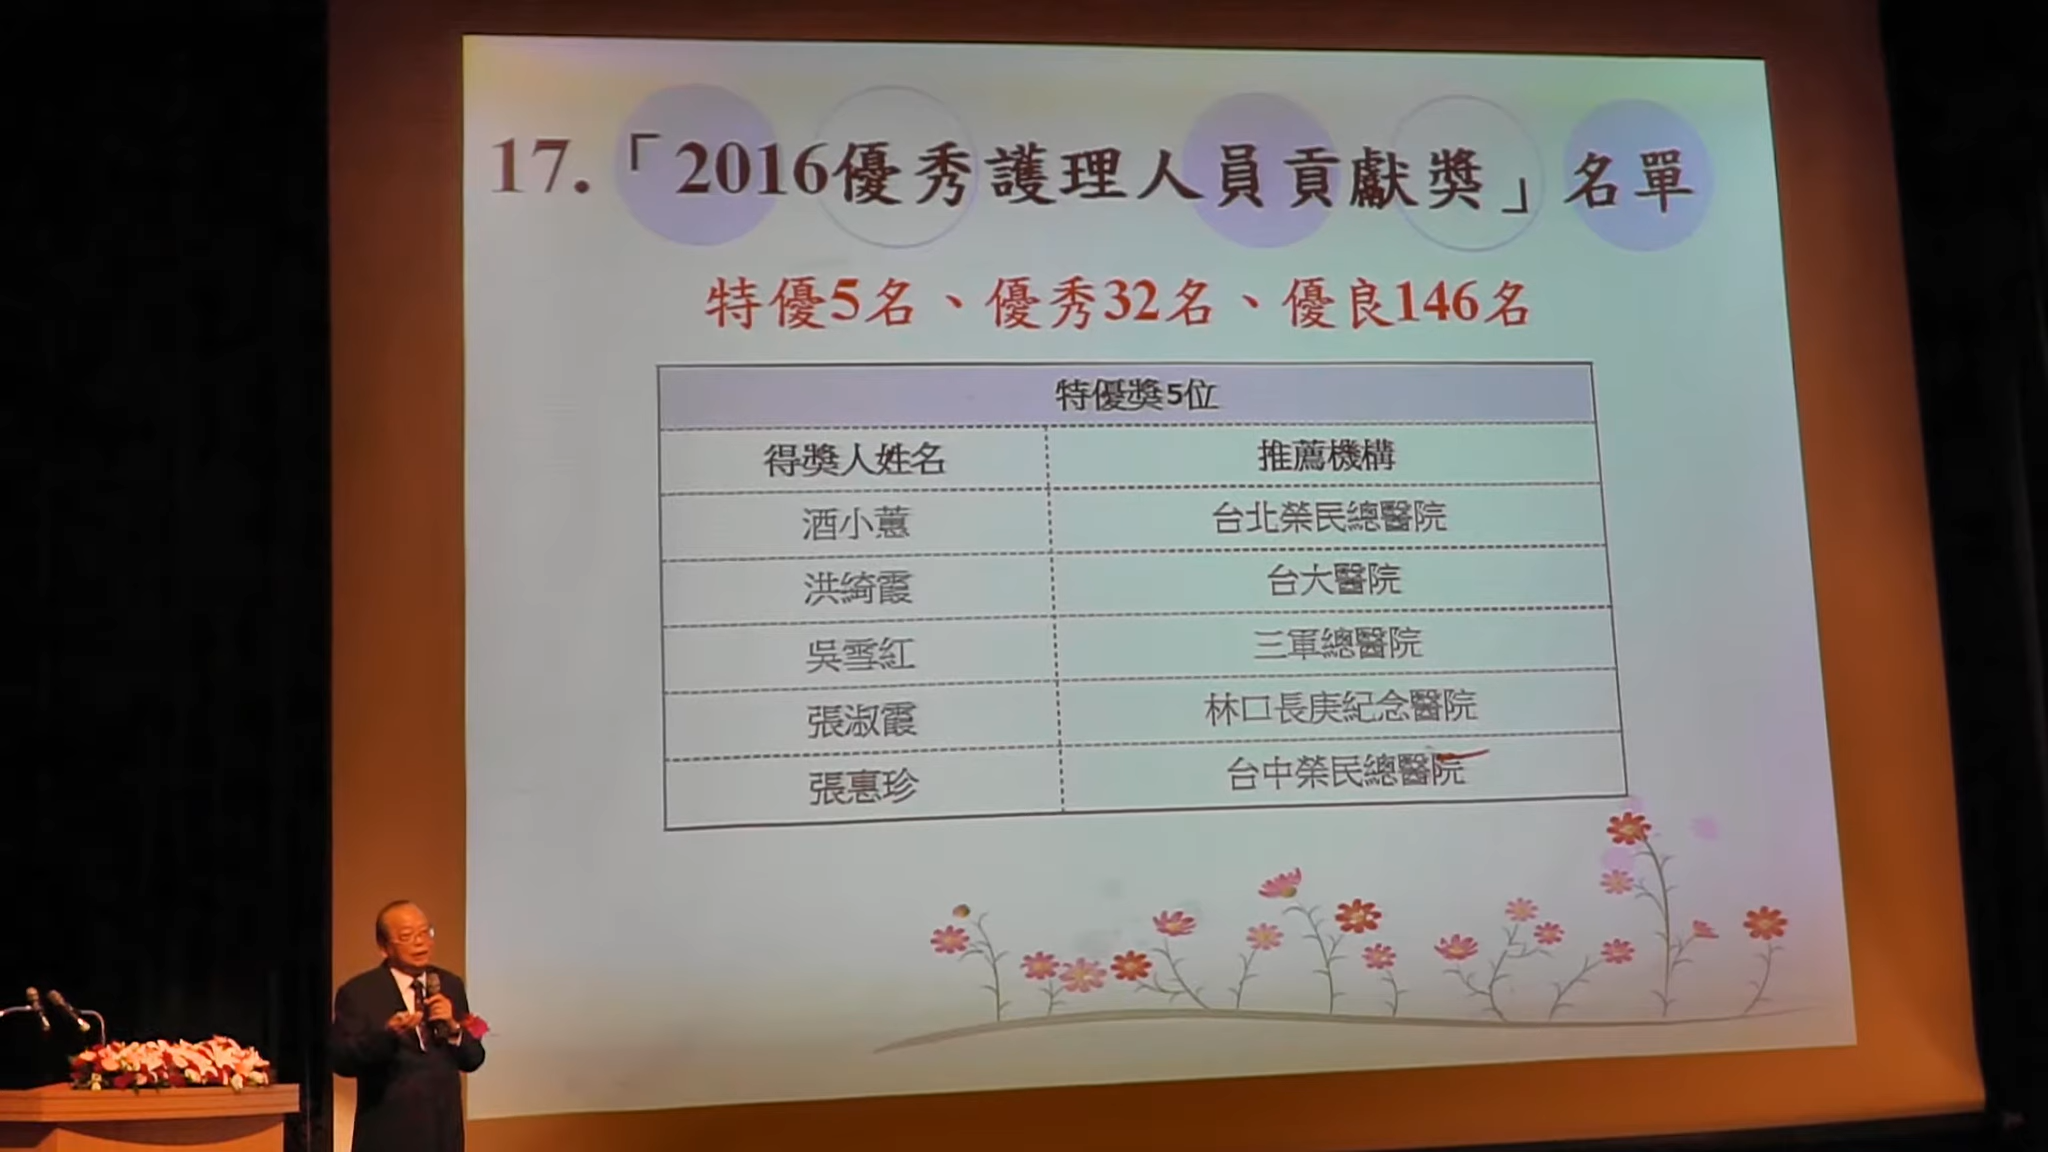 17.「2016優秀護理人員貢獻獎」名單
特優5名、優秀32名、優良146名
特優獎5位
得獎人姓名 推薦機構
酒小蕙 台北榮民總醫院
洪綺霞 台大醫院
吳雪紅 三軍總醫院
張淑霞 林口長庚紀念醫院
張惠珍 台中榮民總醫院